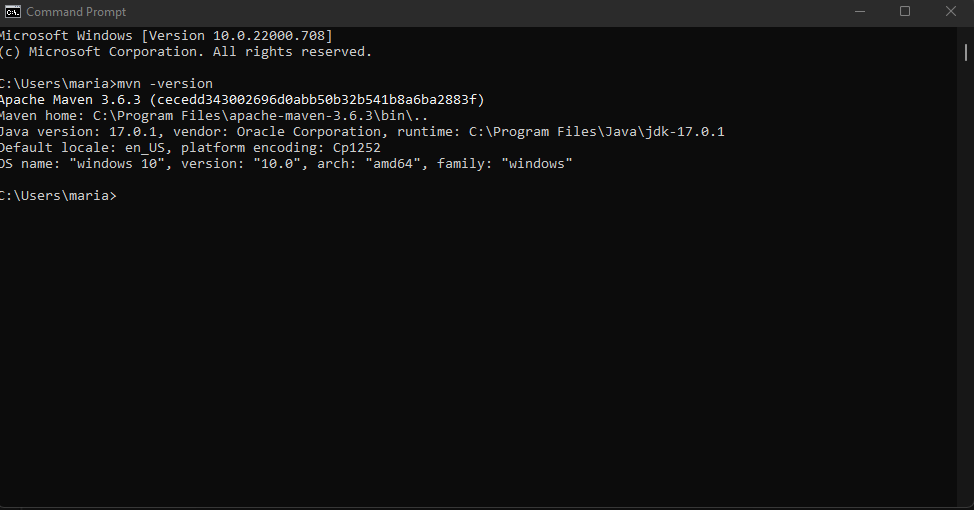 Command Prompt
Microsoft Windows [Version 10.0.22000.708]
(c) Microsoft Corporation. All rights reserved.
C:\Users\maria>mvn -version
Apache Maven 3.6.3 (cecedd343002696d0abb50b32b541b8a6ba2883f)
Maven home: C:\Program Files\apache-maven-3.6.3\bin\..
Java version: 17.0.1, vendor: Oracle Corporation, runtime: C:\Program Files\Java\jdk-17.0.1
Default locale: en_US, platform encoding: Cp1252
OS name: "windows 10", version: "10.0", arch: "amd64", family: "windows"
C:\Users\maria>